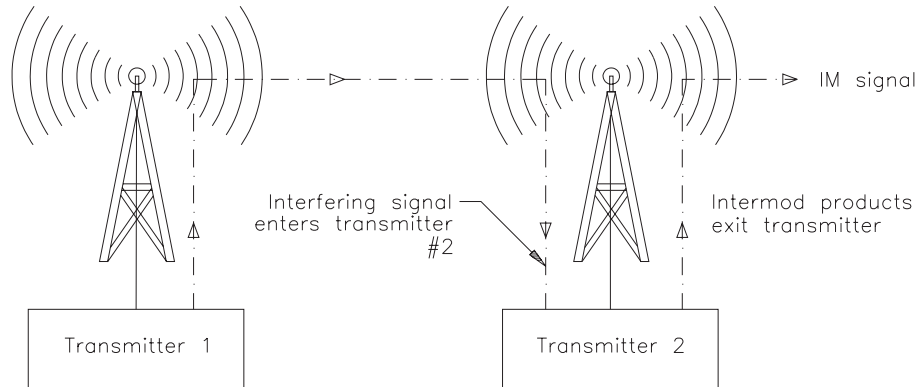 IM signal
Interfering signal
enters transmitter
#2
Intermod products
exit transmitter
Transmitter 1
Transmitter 2